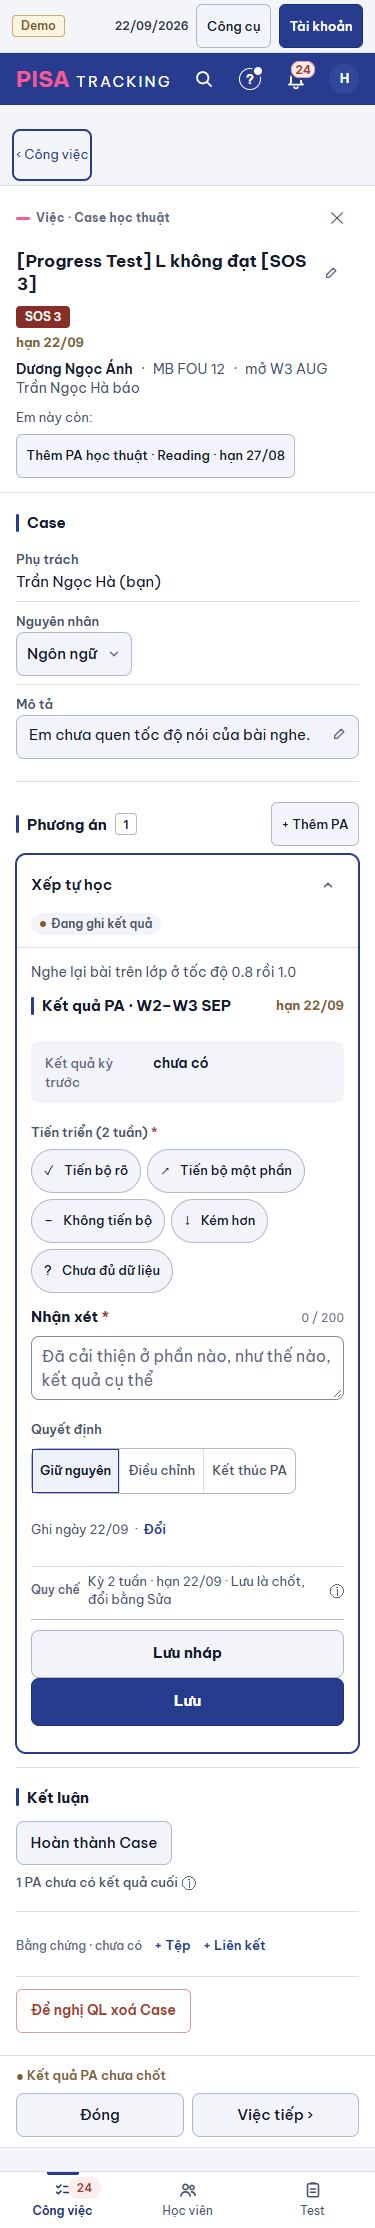 Demo 22/09/2026 Công cụ Tài khoản
PISA TRACKING ? 24 H
‹ Công việc
Việc · Case học thuật
[Progress Test] L không đạt [SOS
3]
SOS 3
hạn 22/09
Dương Ngọc Ánh · MB FOU 12 · mở W3 AUG
Trần Ngọc Hà báo
Em này còn:
Thêm PA học thuật · Reading · hạn 27/08
Case
Phụ trách
Trần Ngọc Hà (bạn)
Nguyên nhân
Ngôn ngữ
Mô tả
Em chưa quen tốc độ nói của bài nghe.
Phương án 1 + Thêm PA
Xếp tự học
Đang ghi kết quả
Nghe lại bài trên lớp ở tốc độ 0.8 rồi 1.0
Kết quả PA · W2–W3 SEP hạn 22/09
Kết quả kỳ chưa có
trước
Tiến triển (2 tuần) *
✓ Tiến bộ rõ ↗ Tiến bộ một phần
– Không tiến bộ ↓ Kém hơn
? Chưa đủ dữ liệu
Nhận xét * 0 / 200
Đã cải thiện ở phần nào, như thế nào,
kết quả cụ thể
Quyết định
Giữ nguyên Điều chỉnh Kết thúc PA
Ghi ngày 22/09 · Đổi
Quy chế Kỳ 2 tuần · hạn 22/09 · Lưu là chốt,
đổi bằng Sửa
Lưu nháp
Lưu
Kết luận
Hoàn thành Case
1 PA chưa có kết quả cuối
Bằng chứng · chưa có + Tệp + Liên kết
Đề nghị QL xoá Case
● Kết quả PA chưa chốt
Đóng Việc tiếp ›
24
Công việc Học viên Test